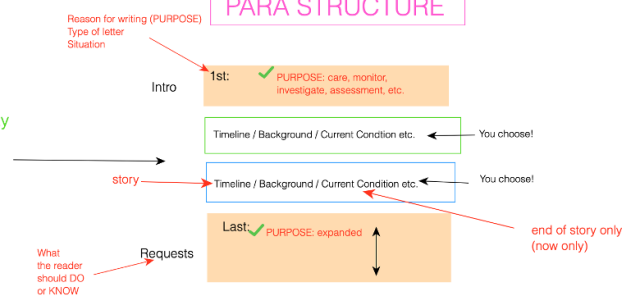 PARA STRUCTURE
Reason for writing (PURPOSE)
Type of letter
Situation
Intro
1st:
PURPOSE: care, monitor,
investigate, assessment, etc.
y
Timeline / Background / Current Condtion etc.
You choose!
story
Timeline / Background / Current Condition etc.
You choose!
Last:
PURPOSE: expanded
end of story only
(now only)
Requests
What
the reader
should DO
or KNOW